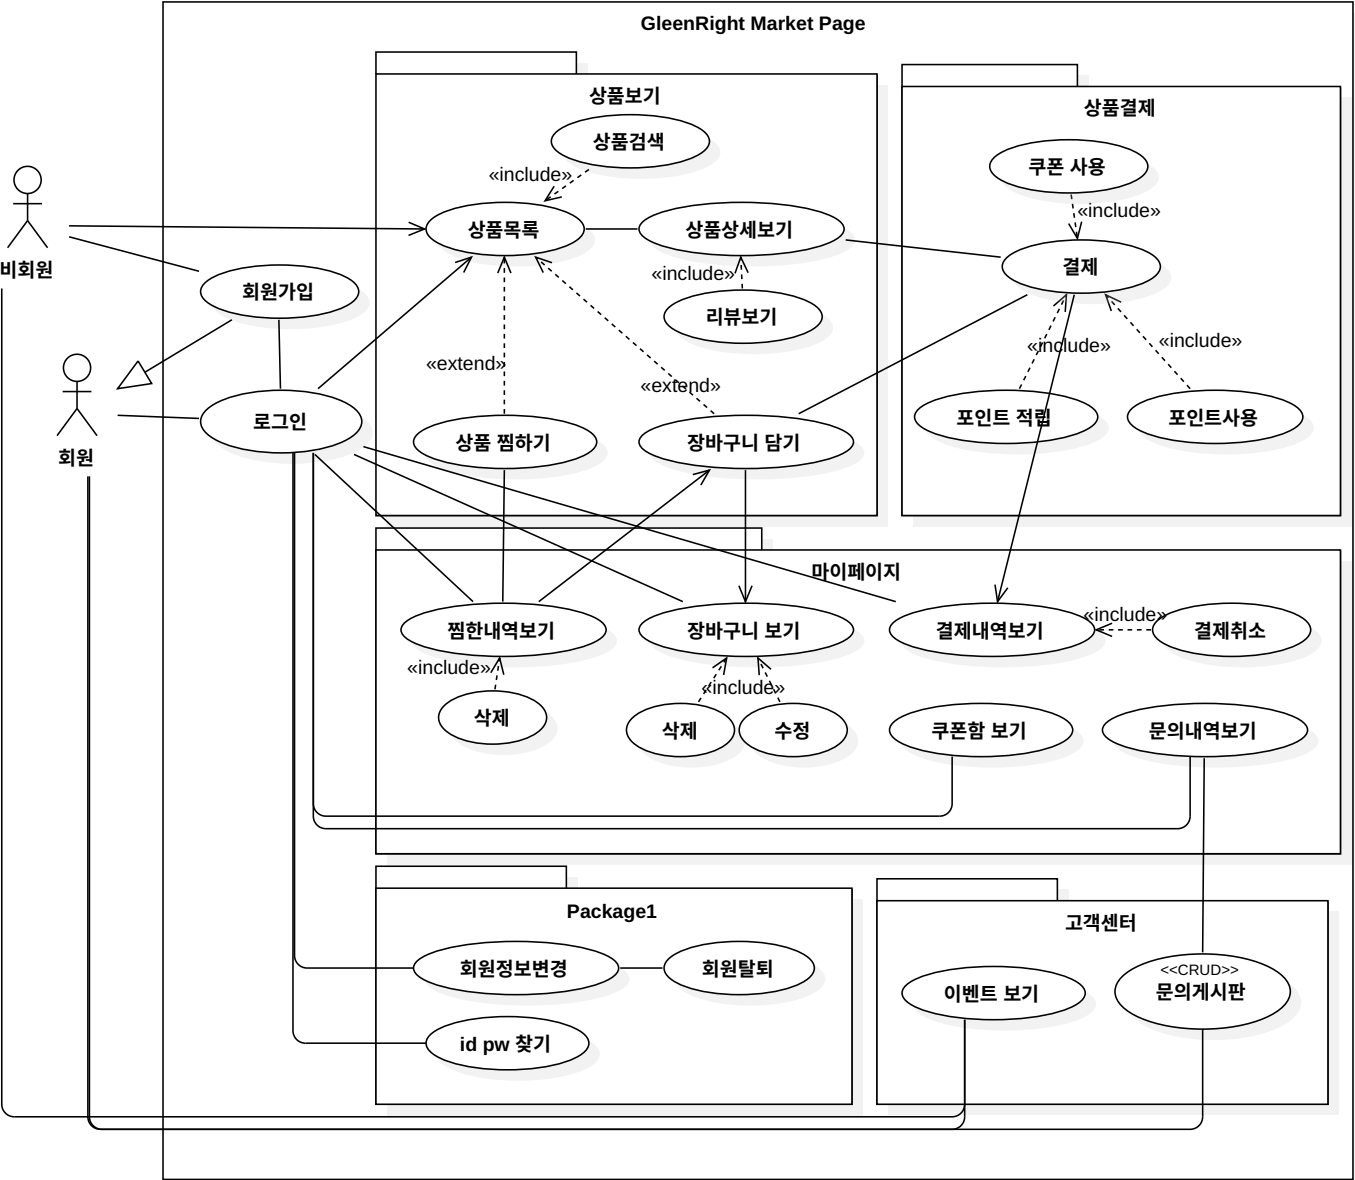 GleenRight Market Page
상품보기
상품검색
«include»
상품목록
상품상세보기
«include»
리뷰보기
«extend»
«extend»
상품 찜하기
장바구니 담기
상품결제
쿠폰 사용
«include»
결제
«include»
«include»
포인트 적립
포인트사용
비회원
회원가입
회원
로그인
마이페이지
찜한내역보기
«include»
삭제
장바구니 보기
«include»
삭제
수정
결제내역보기
«include»
결제취소
쿠폰함 보기
문의내역보기
Package1
회원정보변경
회원탈퇴
id pw 찾기
고객센터
이벤트 보기
<<CRUD>>
문의게시판